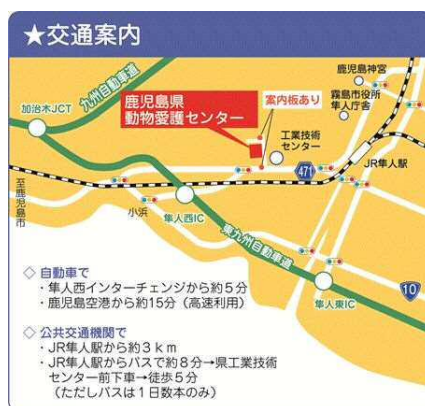 ★交通案内
加治木JCT
九州自動車道
鹿児島県
動物愛護センター
案内板あり
鹿児島神宮
霧島市役所
隼人庁舎
工業技術
センター
471
JR隼人駅
至鹿児島市
小浜
隼人西IC
東九州自動車道
隼人東IC
10
◇ 自動車で
・隼人西インターチェンジから約5分
・鹿児島空港から約15分（高速利用）
◇ 公共交通機関で
・JR隼人駅から約3km
・JR隼人駅からバスで約8分→県工業技術
センター前下車→徒歩5分
（ただしバスは1日数本のみ）